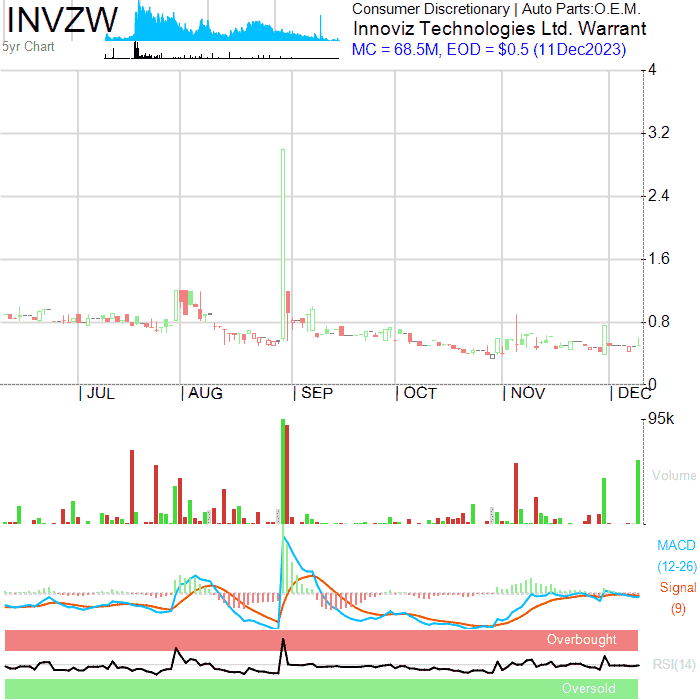 INVZW
5yr Chart
Consumer Discretionary | Auto Parts:O.E.M.
Innoviz Technologies Ltd. Warrant
MC = 68.5M, EOD = $0.5 (11Dec2023)
4
3.2
2.4
1.6
0.8
0
| JUL | AUG | SEP | OCT | NOV | DEC
95k
Volume
MACD
(12-26)
Signal
(9)
Overbought
RSI(14)
Oversold